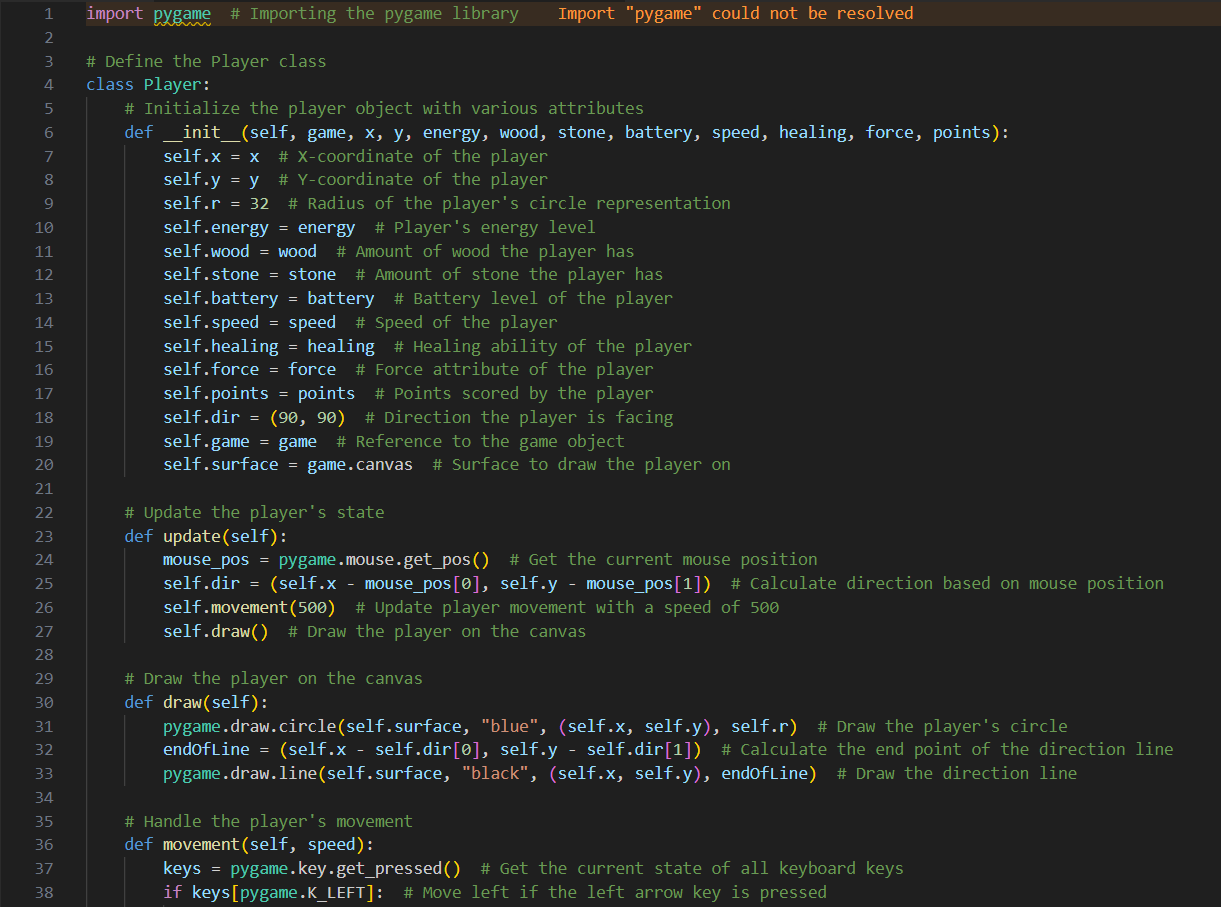 1 import pygame  # Importing the pygame library    Import "pygame" could not be resolved
2
3 # Define the Player class
4 class Player:
5     # Initialize the player object with various attributes
6     def __init__(self, game, x, y, energy, wood, stone, battery, speed, healing, force, points):
7         self.x = x  # X-coordinate of the player
8         self.y = y  # Y-coordinate of the player
9         self.r = 32  # Radius of the player's circle representation
10         self.energy = energy  # Player's energy level
11         self.wood = wood  # Amount of wood the player has
12         self.stone = stone  # Amount of stone the player has
13         self.battery = battery  # Battery level of the player
14         self.speed = speed  # Speed of the player
15         self.healing = healing  # Healing ability of the player
16         self.force = force  # Force attribute of the player
17         self.points = points  # Points scored by the player
18         self.dir = (90, 90)  # Direction the player is facing
19         self.game = game  # Reference to the game object
20         self.surface = game.canvas  # Surface to draw the player on
21
22     # Update the player's state
23     def update(self):
24         mouse_pos = pygame.mouse.get_pos()  # Get the current mouse position
25         self.dir = (self.x - mouse_pos[0], self.y - mouse_pos[1])  # Calculate direction based on mouse position
26         self.movement(500)  # Update player movement with a speed of 500
27         self.draw()  # Draw the player on the canvas
28
29     # Draw the player on the canvas
30     def draw(self):
31         pygame.draw.circle(self.surface, "blue", (self.x, self.y), self.r)  # Draw the player's circle
32         endOfLine = (self.x - self.dir[0], self.y - self.dir[1])  # Calculate the end point of the direction line
33         pygame.draw.line(self.surface, "black", (self.x, self.y), endOfLine)  # Draw the direction line
34
35     # Handle the player's movement
36     def movement(self, speed):
37         keys = pygame.key.get_pressed()  # Get the current state of all keyboard keys
38         if keys[pygame.K_LEFT]:  # Move left if the left arrow key is pressed